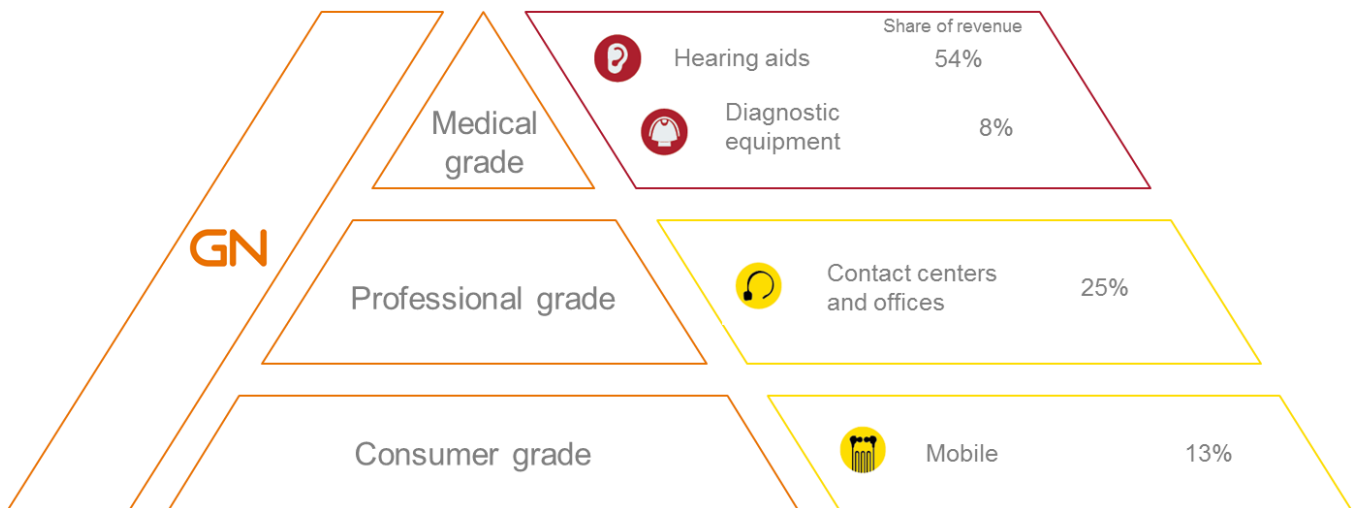 Share of revenue
Hearing aids 54%
Medical
grade
Diagnostic
equipment 8%
GN
Professional grade
Contact centers
and offices 25%
Consumer grade
Mobile 13%